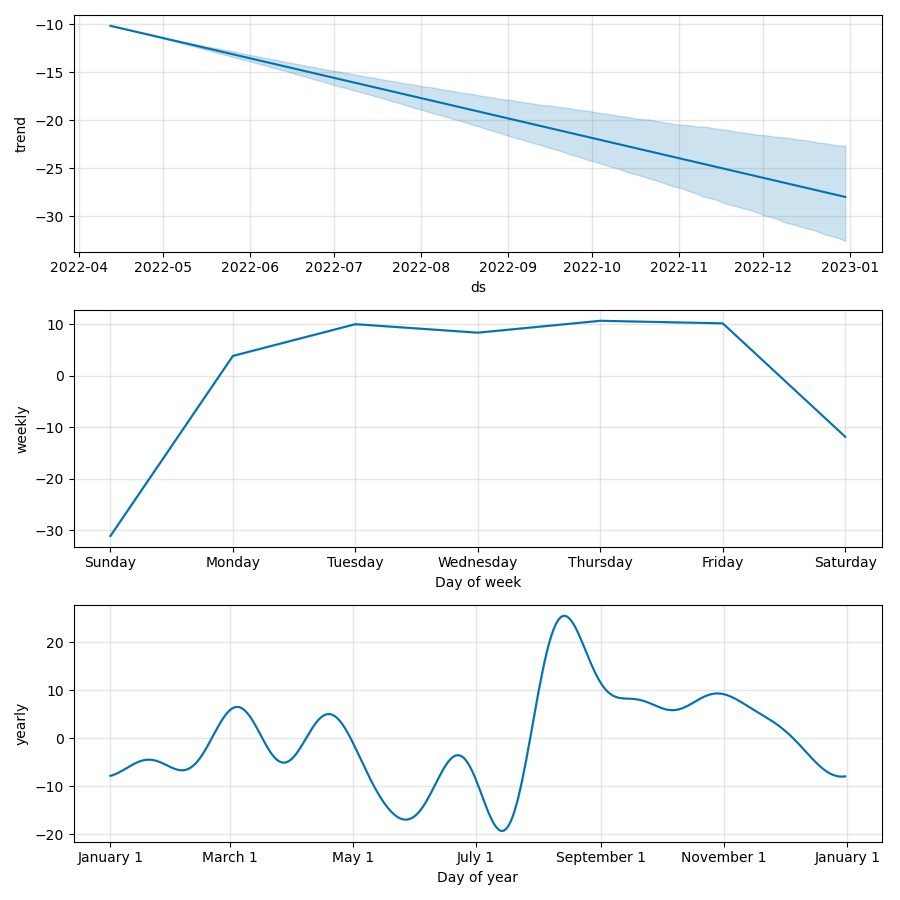 −10
−15
−20
−25
−30
trend
2022-04 2022-05 2022-06 2022-07 2022-08 2022-09 2022-10 2022-11 2022-12 2023-01
ds
10
0
−10
−20
−30
weekly
Sunday Monday Tuesday Wednesday Thursday Friday Saturday
Day of week
20
10
0
−10
−20
yearly
January 1 March 1 May 1 July 1 September 1 November 1 January 1
Day of year